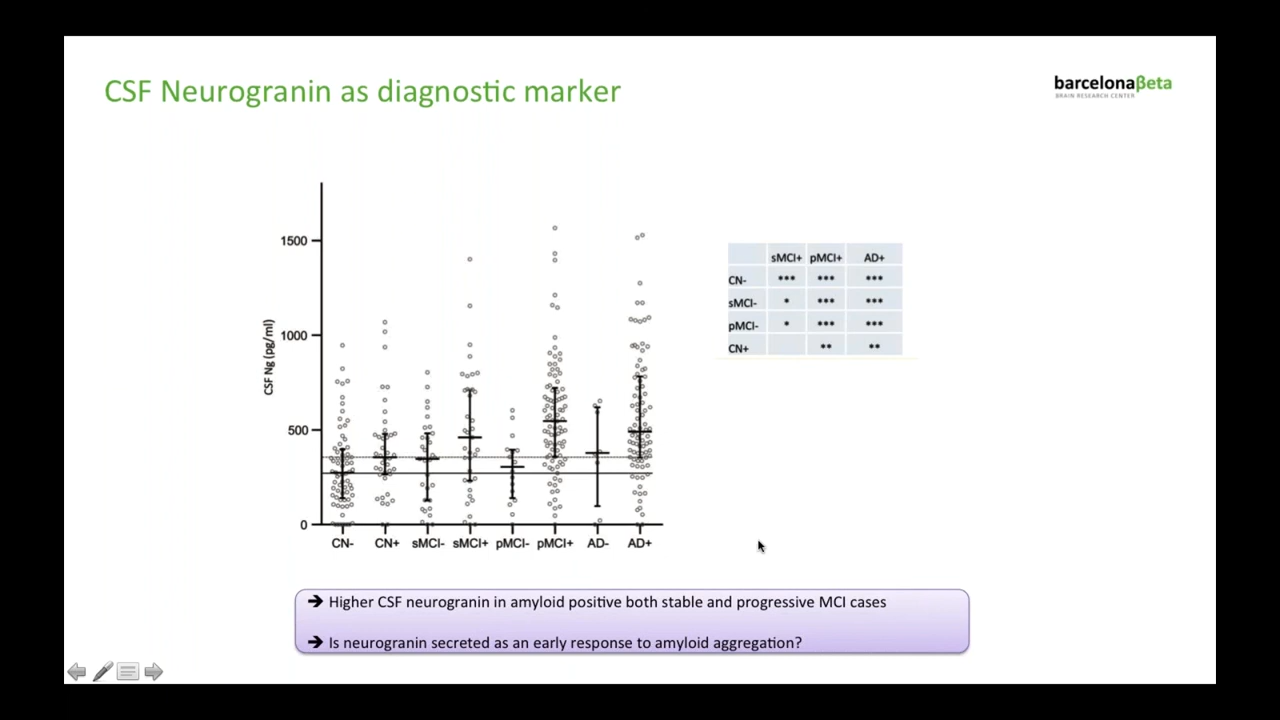 CSF Neurogranin as diagnostic marker
barcelonaβeta
BRAIN RESEARCH CENTER
CSF Ng (pg/ml)
1500
1000
500
0
CN- CN+ sMCI- sMCI+ pMCI- pMCI+ AD- AD+
sMCI+ pMCI+ AD+
CN- *** *** ***
sMCI- * *** ***
pMCI- * *** ***
CN+ ** **
➔ Higher CSF neurogranin in amyloid positive both stable and progressive MCI cases
➔ Is neurogranin secreted as an early response to amyloid aggregation?